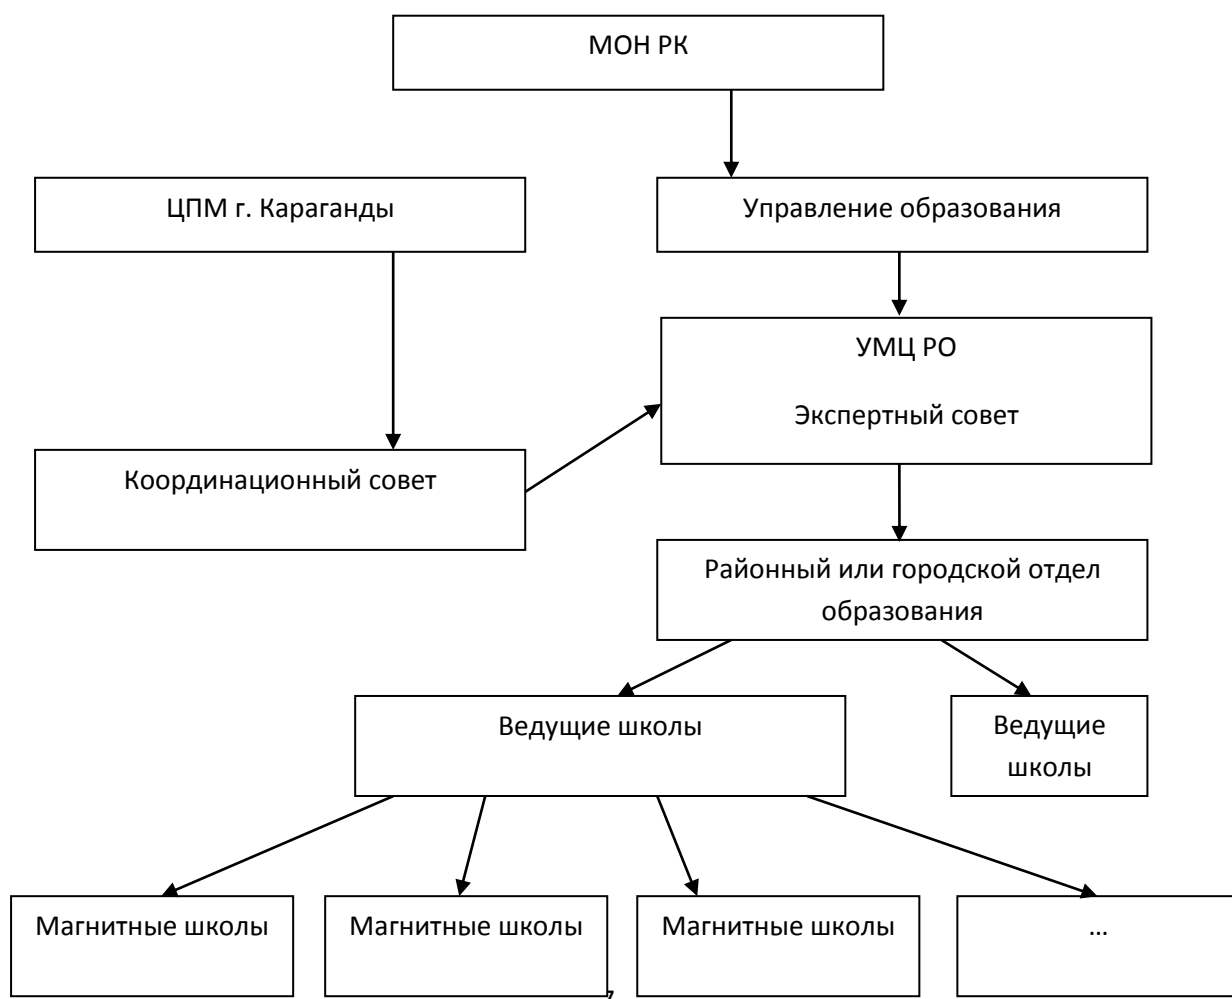 МОН РК
ЦПМ г. Караганды
Управление образования
УМЦ РО
Экспертный совет
Координационный совет
Районный или городской отдел
образования
Ведущие школы
Ведущие
школы
Магнитные школы
Магнитные школы
Магнитные школы
...